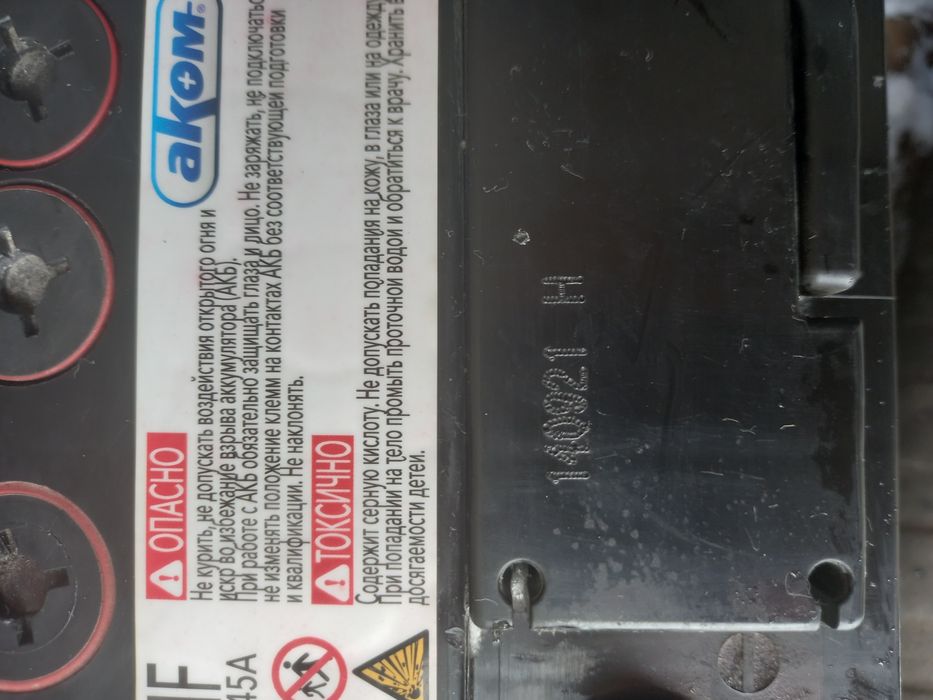 аком
ОПАСНО
Не курить, не допускать воздействия открытого огня и
искр во избежание взрыва аккумулятора (АКБ).
При работе с АКБ обязательно защищать глаза и лицо. Не заряжать, не подключать
не изменять положение клемм на контактах АКБ без соответствующей подготовки
и квалификации. Не наклонять.
ТОКСИЧНО
Содержит серную кислоту. Не допускать попадания на кожу, в глаза или на одежду
При попадании на тело промыть проточной водой и обратиться к врачу. Хранить в
досягаемости детей.
45А
140021 H